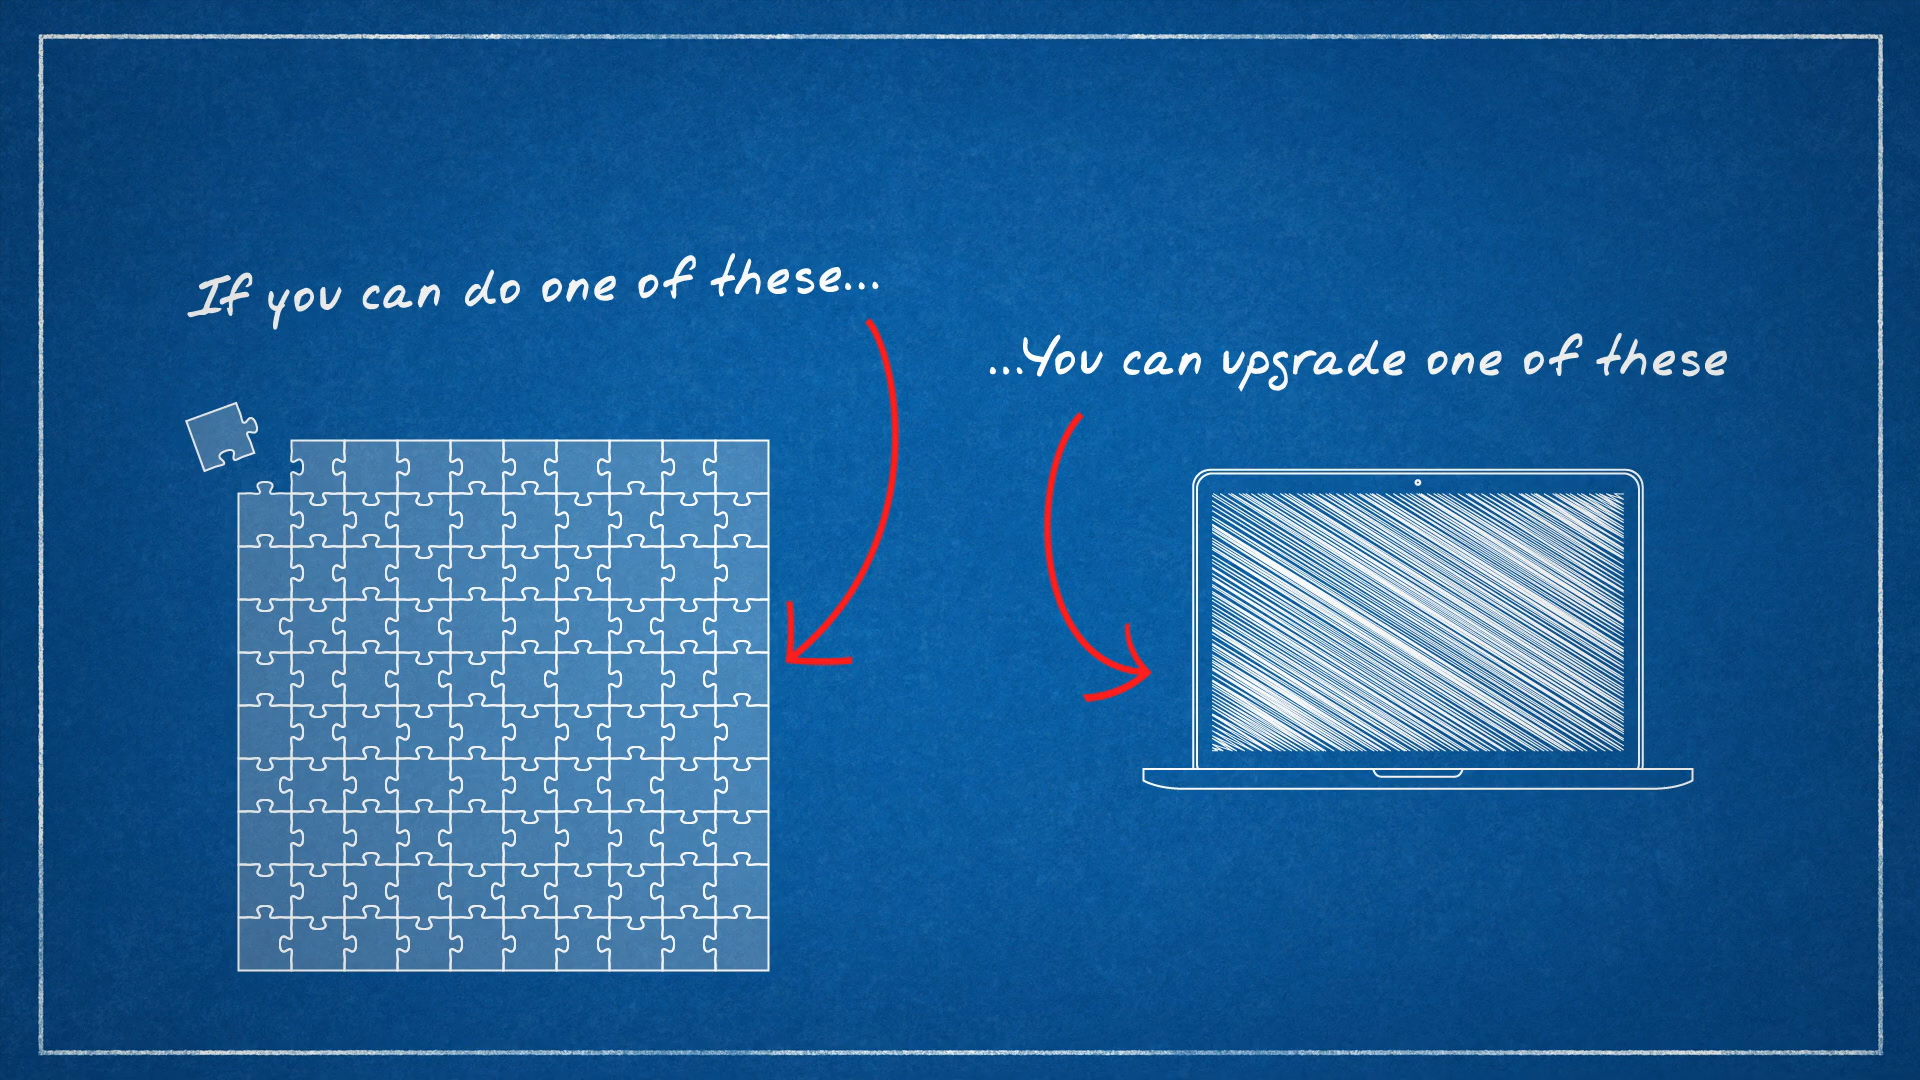 If you can do one of these...
...You can upgrade one of these